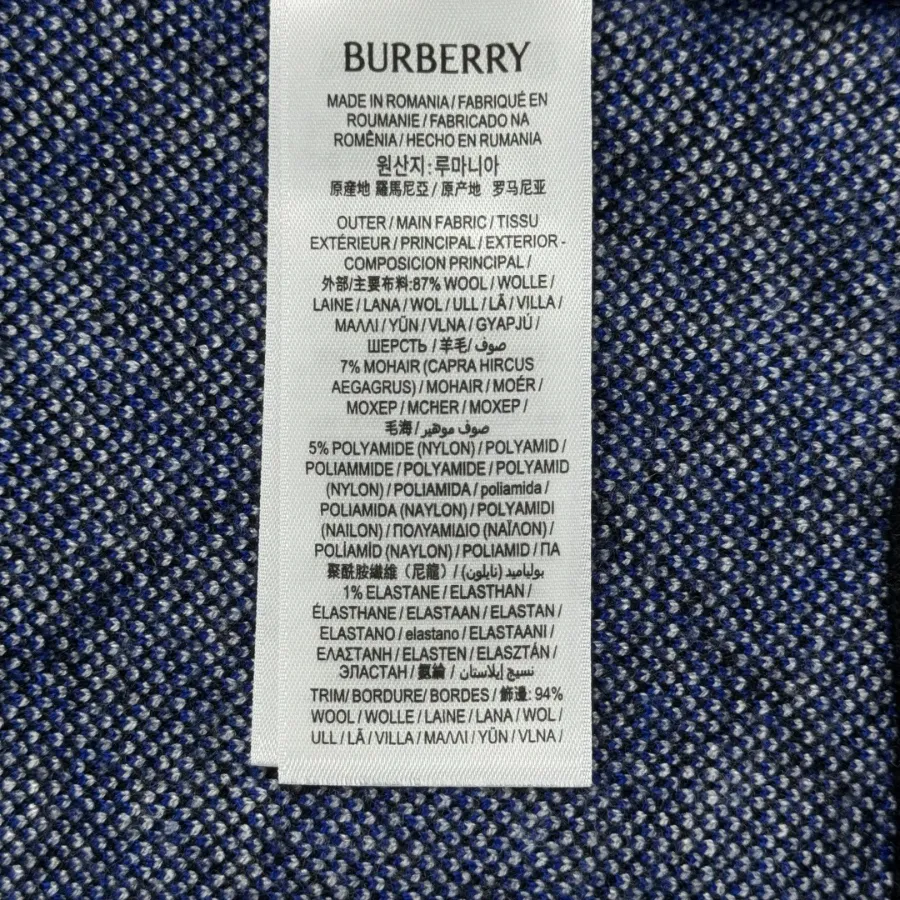 BURBERRY
MADE IN ROMANIA / FABRIQUÉ EN
ROUMANIE / FABRICADO NA
ROMÊNIA / HECHO EN RUMANIA
원산지:루마니아
原産地 羅馬尼亞 / 原产地 罗马尼亚
OUTER / MAIN FABRIC / TISSU
EXTÉRIEUR / PRINCIPAL / EXTERIOR -
COMPOSICION PRINCIPAL /
外部/主要布料:87% WOOL / WOLLE /
LAINE / LANA / WOL / ULL / LÃ / VILLA /
ΜΑΛΛΙ / YÜN / VLNA / GYAPJÚ /
ШЕРСТЬ / 羊毛/ صوف
7% MOHAIR (CAPRA HIRCUS
AEGAGRUS) / MOHAIR / MOÉR /
MOXEP / MCHER / MOXEP /
毛海 / صوف موهير
5% POLYAMIDE (NYLON) / POLYAMID /
POLIAMMIDE / POLYAMIDE / POLYAMID
(NYLON) / POLIAMIDA / poliamida /
POLIAMIDA (NAYLON) / POLYAMIDI
(NAILON) / ΠΟΛΥΑΜΙΔΙΟ (ΝΑΪΛΟΝ) /
POLÍAMÍD (NAYLON) / POLIAMID / ПА
聚酰胺纖維（尼龍）/ بولياميد (نايلون)
1% ELASTANE / ELASTHAN /
ÉLASTHANE / ELASTAAN / ELASTAN /
ELASTANO / elastano / ELASTAANI /
ΕΛΑΣΤΑΝΗ / ELASTEN / ELASZTÁN /
ЭЛАСТАН / 氨綸 / نسيج إيلاستان
TRIM/ BORDURE/ BORDES / 飾邊: 94%
WOOL / WOLLE / LAINE / LANA / WOL /
ULL / LÃ / VILLA / ΜΑΛΛΙ / YÜN / VLNA /